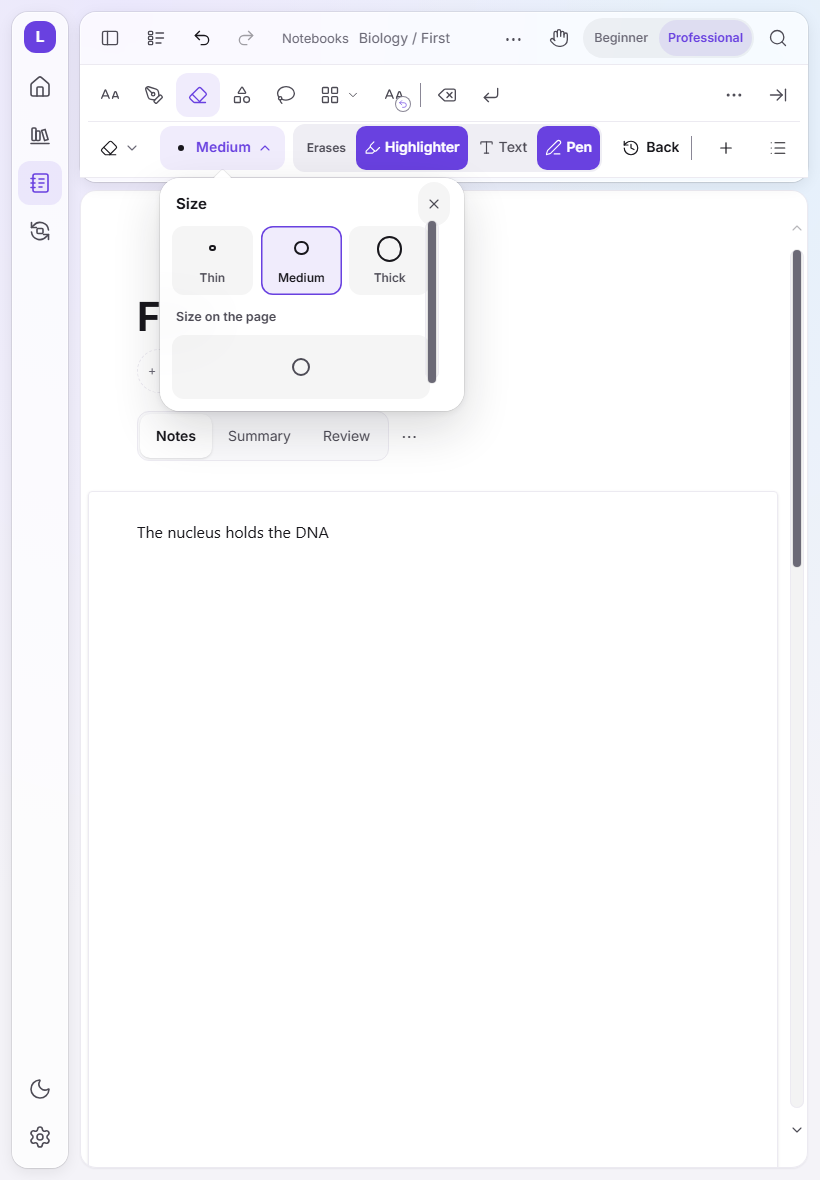 L
Notebooks Biology / First
Beginner Professional
Medium Erases Highlighter Text Pen Back
Size
Thin Medium Thick
Size on the page
F
Notes Summary Review
The nucleus holds the DNA